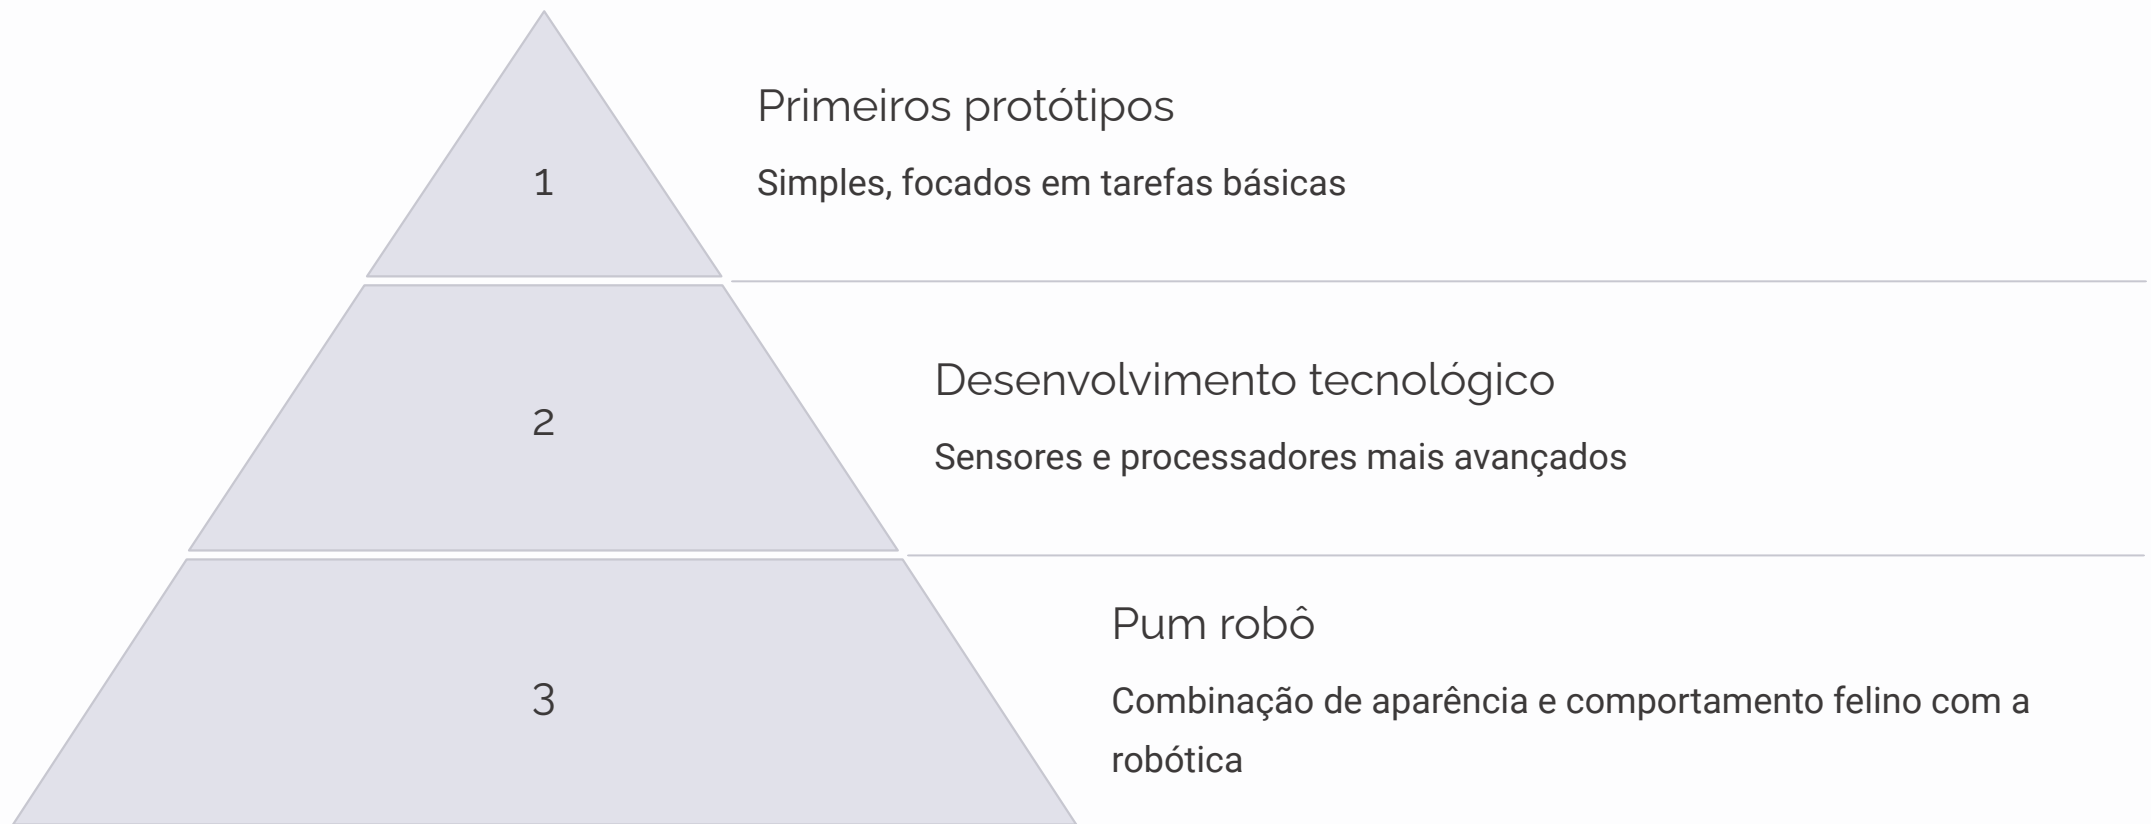 1
Primeiros protótipos
Simples, focados em tarefas básicas
2
Desenvolvimento tecnológico
Sensores e processadores mais avançados
3
Pum robô
Combinação de aparência e comportamento felino com a
robótica